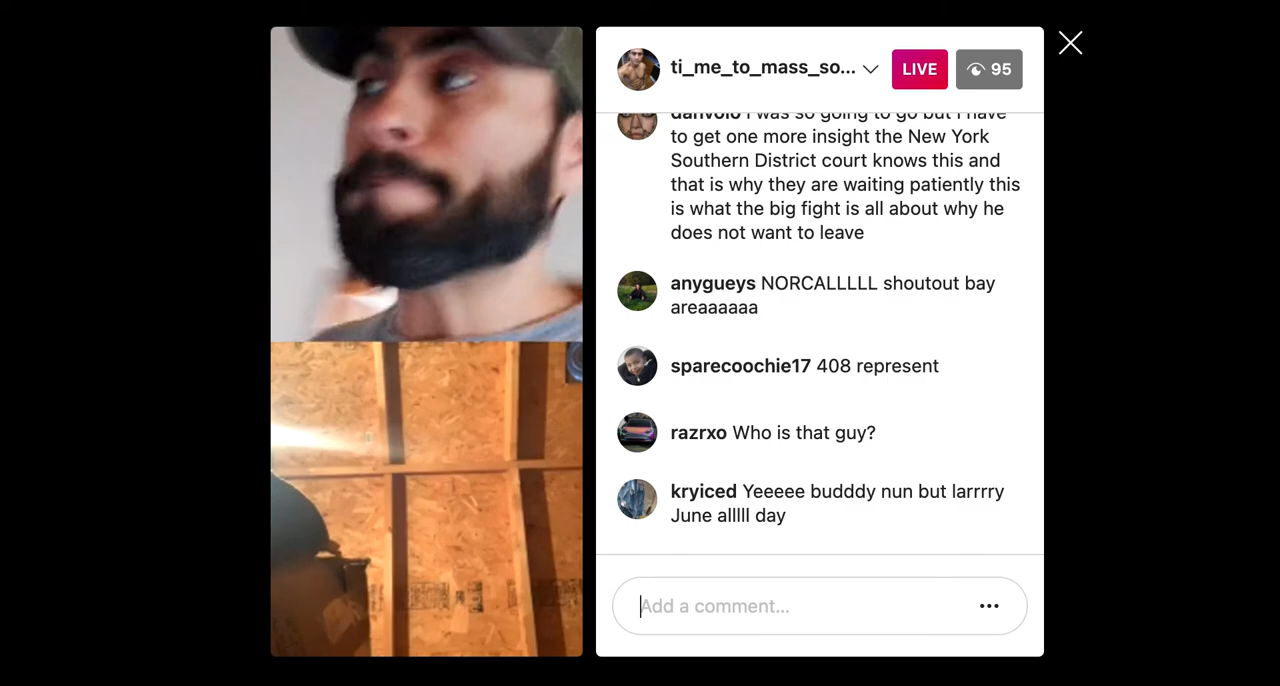 ti_me_to_mass_so...
LIVE
95
danvolo I was so going to go but I have
to get one more insight the New York
Southern District court knows this and
that is why they are waiting patiently this
is what the big fight is all about why he
does not want to leave
anygueys NORCALLLLL shoutout bay
areaaaaaa
sparecoochie17 408 represent
razrxo Who is that guy?
kryiced Yeeeee budddy nun but larrrry
June alllll day
Add a comment...